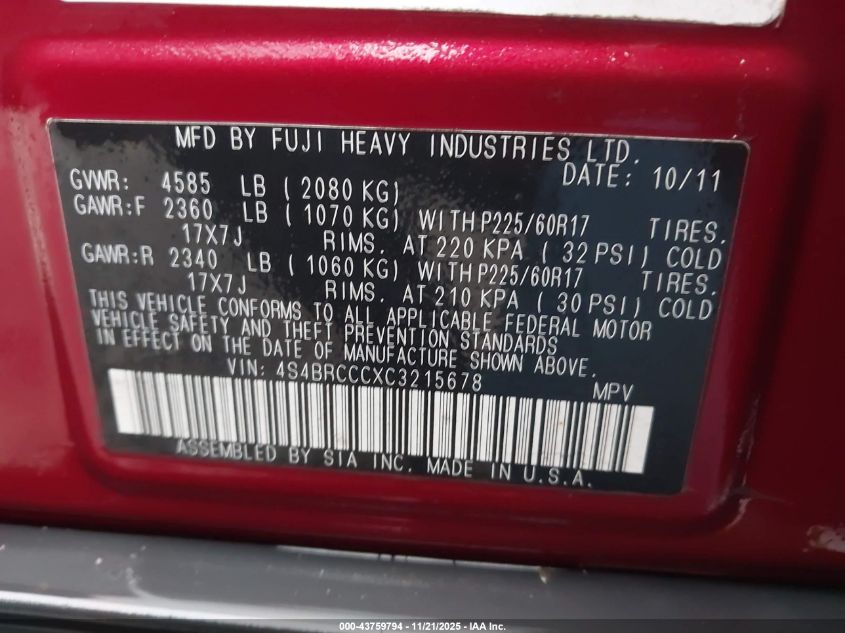 MFD BY FUJI HEAVY INDUSTRIES LTD.
DATE: 10/11
GVWR: 4585 LB ( 2080 KG)
GAWR:F 2360 LB ( 1070 KG) WITH P225/60R17 TIRES.
17X7J RIMS. AT 220 KPA ( 32 PSI) COLD
GAWR:R 2340 LB ( 1060 KG) WITH P225/60R17 TIRES.
17X7J RIMS. AT 210 KPA ( 30 PSI) COLD
THIS VEHICLE CONFORMS TO ALL APPLICABLE FEDERAL MOTOR
VEHICLE SAFETY AND THEFT PREVENTION STANDARDS
IN EFFECT ON THE DATE OF MANUFACTURE SHOWN ABOVE.
VIN: 4S4BRCCCXC3215678 MPV
ASSEMBLED BY SIA INC. MADE IN U.S.A.
000-43759794 - 11/21/2025 - IAA Inc.